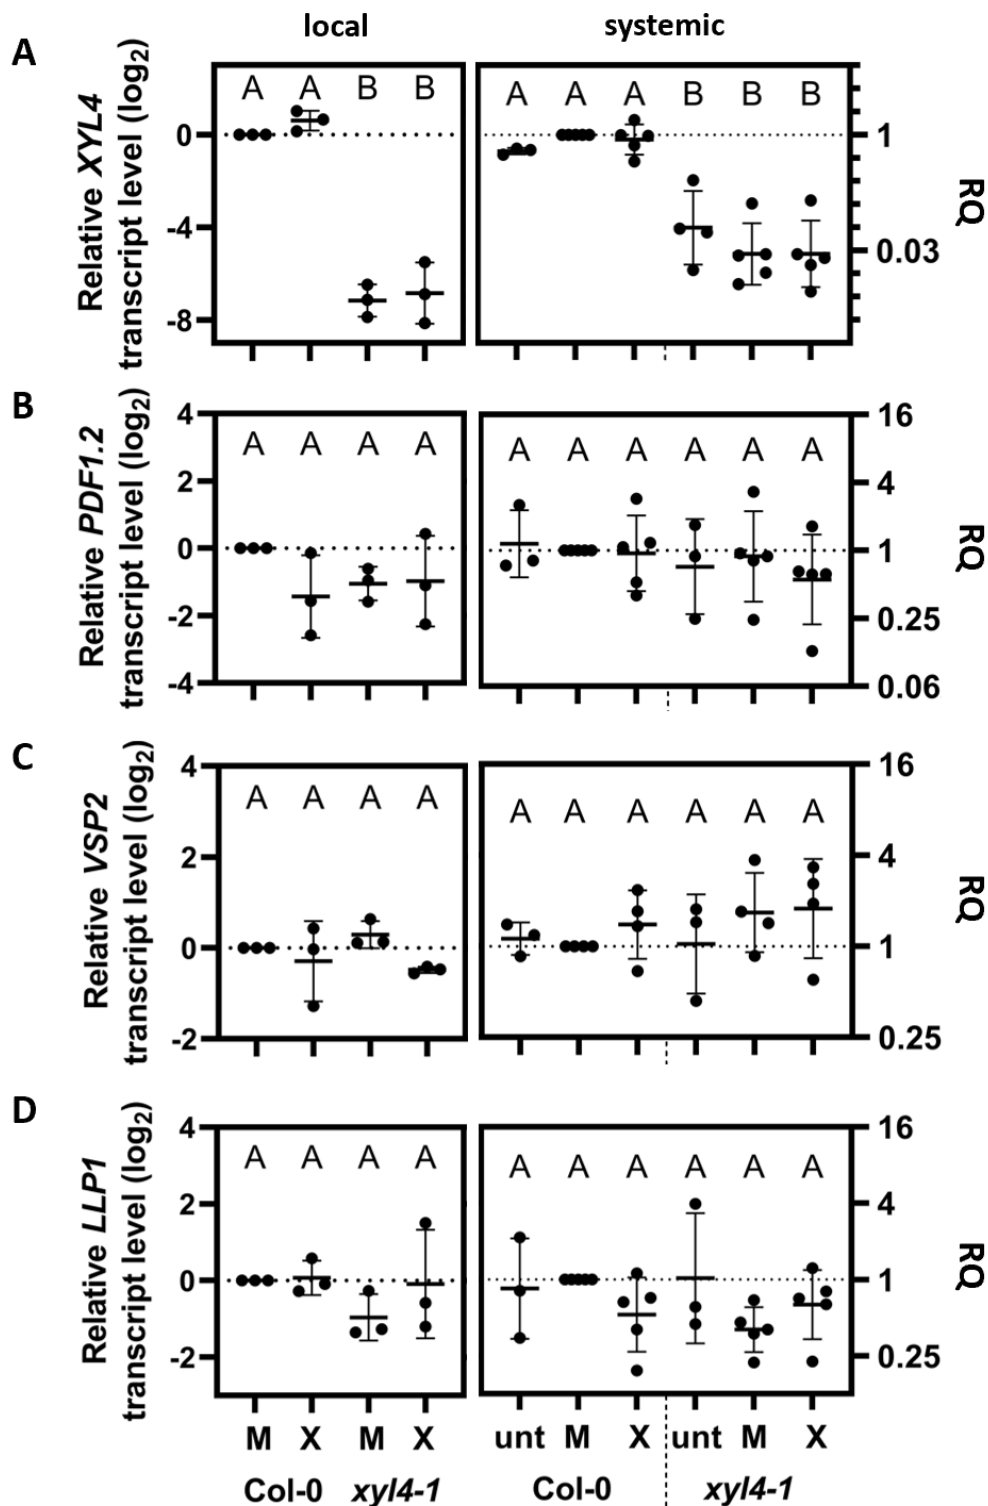 local systemic
A
Relative XYL4
transcript level (log2)
0
-4
-8
A A B B
A A A B B B
1
0.03
RQ
B
Relative PDF1.2
transcript level (log2)
4
2
0
-2
-4
A A A A
A A A A A A
16
4
1
0.25
0.06
RQ
C
Relative VSP2
transcript level (log2)
4
2
0
-2
A A A A
A A A A A A
16
4
1
0.25
RQ
D
Relative LLP1
transcript level (log2)
4
2
0
-2
A A A A
A A A A A A
16
4
1
0.25
RQ
M X M X unt M X unt M X
Col-0 xyl4-1 Col-0 xyl4-1